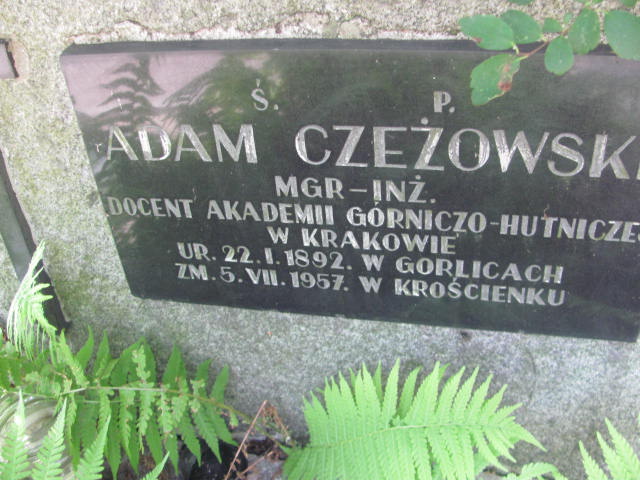 Ś. P.
ADAM CZEŻOWSKI
MGR-INŻ.
DOCENT AKADEMII GÓRNICZO-HUTNICZEJ
W KRAKOWIE
UR. 22.I.1892. W GORLICACH
ZM. 5.VII.1957. W KROŚCIENKU